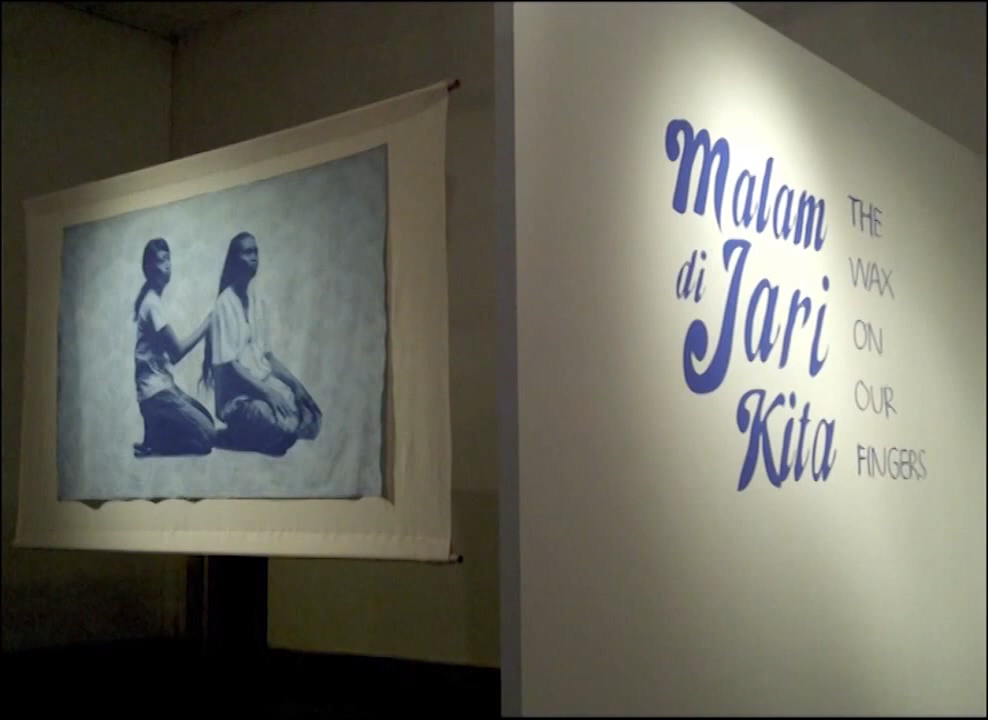 Malam
di Jari
Kita
THE
WAX
ON
OUR
FINGERS